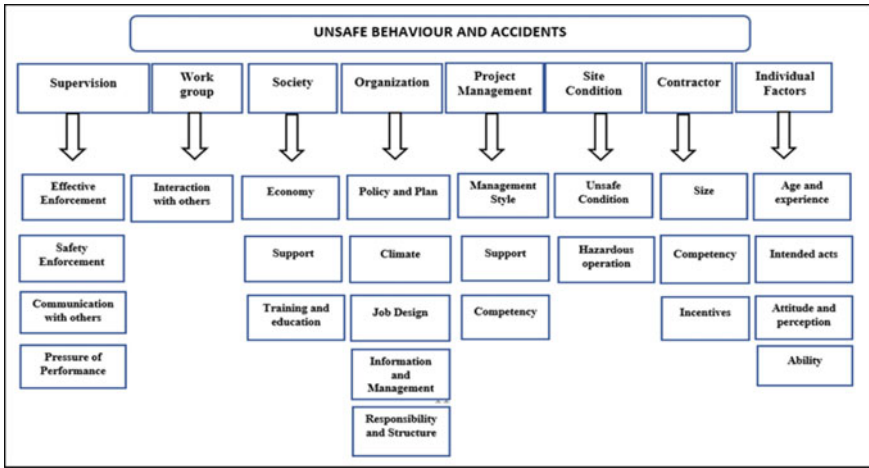 UNSAFE BEHAVIOUR AND ACCIDENTS
Supervision
Work
group
Society
Organization
Project
Management
Site
Condition
Contractor
Individual
Factors
Effective
Enforcement
Interaction
with others
Economy
Policy and Plan
Management
Style
Unsafe
Condition
Size
Age and
experience
Safety
Enforcement
Support
Climate
Support
Hazardous
operation
Competency
Intended acts
Communication
with others
Training and
education
Job Design
Competency
Incentives
Attitude and
perception
Pressure of
Performance
Information
and
Management
Ability
Responsibility
and Structure